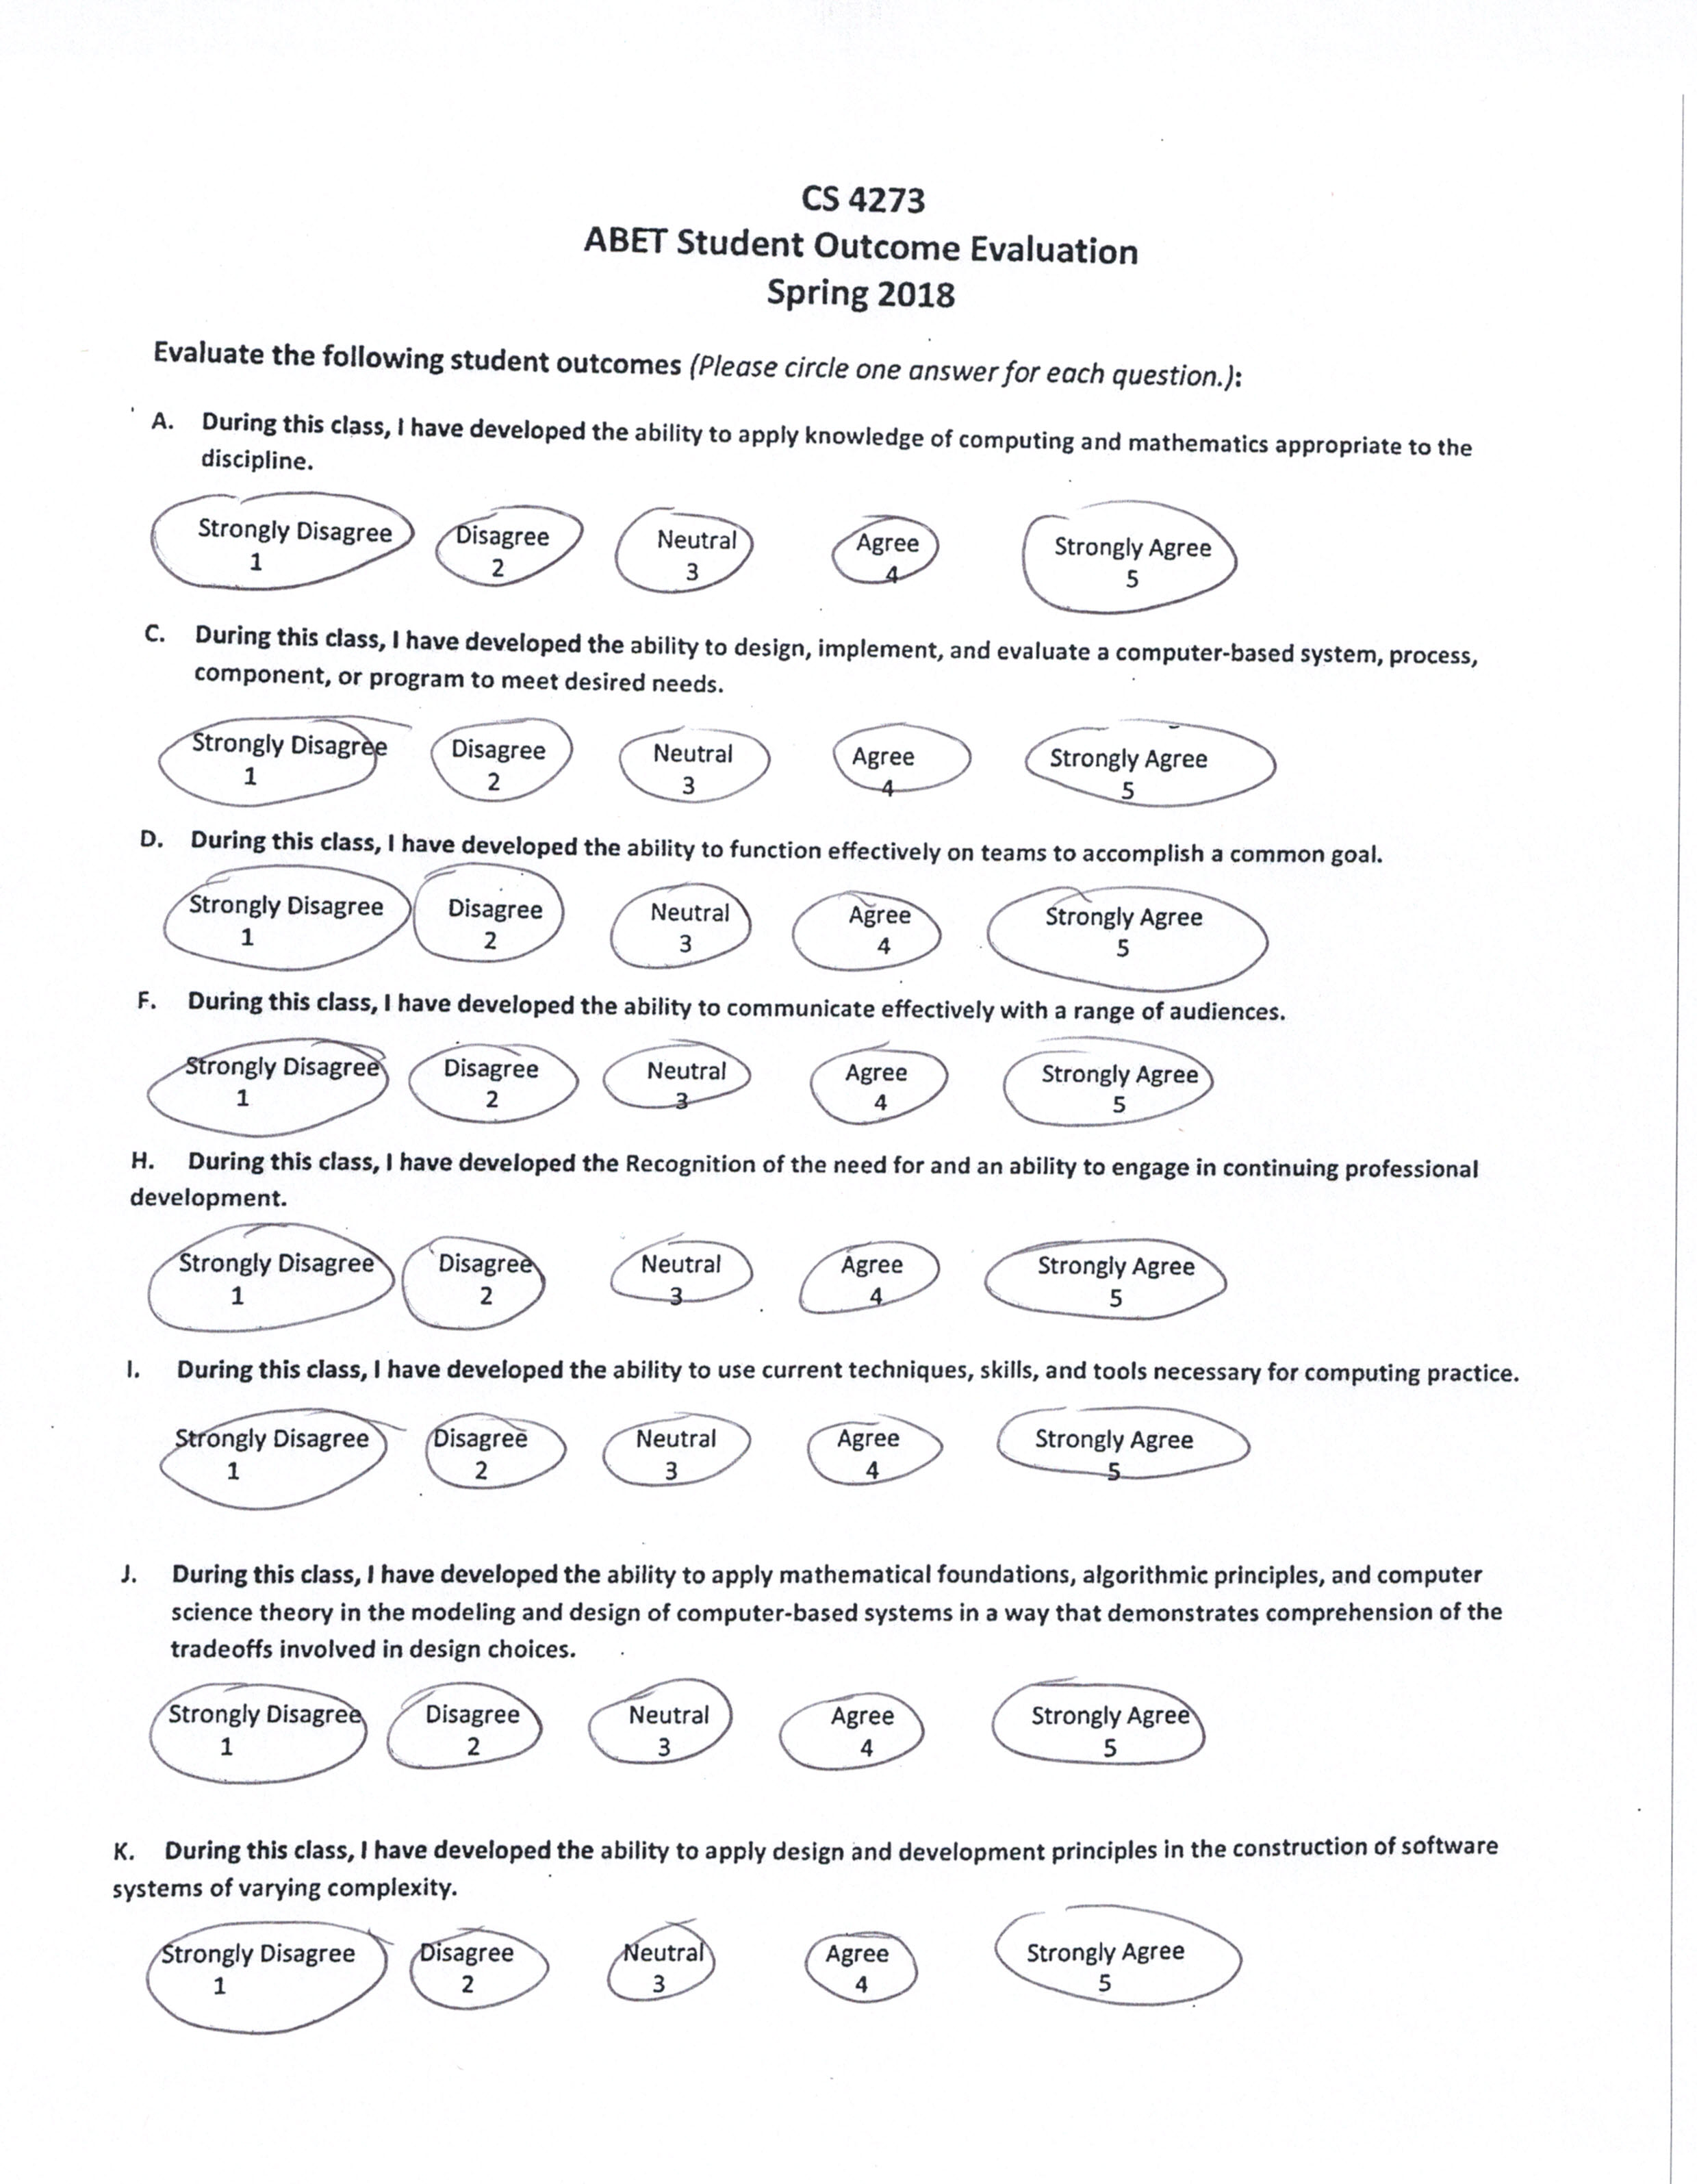 CS 4273
ABET Student Outcome Evaluation
Spring 2018
Evaluate the following student outcomes (Please circle one answer for each question.):
A. During this class, I have developed the ability to apply knowledge of computing and mathematics appropriate to the
discipline.
Strongly Disagree Disagree Neutral Agree Strongly Agree
1 2 3 4 5
C. During this class, I have developed the ability to design, implement, and evaluate a computer-based system, process,
component, or program to meet desired needs.
Strongly Disagree Disagree Neutral Agree Strongly Agree
1 2 3 4 5
D. During this class, I have developed the ability to function effectively on teams to accomplish a common goal.
Strongly Disagree Disagree Neutral Agree Strongly Agree
1 2 3 4 5
F. During this class, I have developed the ability to communicate effectively with a range of audiences.
Strongly Disagree Disagree Neutral Agree Strongly Agree
1 2 3 4 5
H. During this class, I have developed the Recognition of the need for and an ability to engage in continuing professional
development.
Strongly Disagree Disagree Neutral Agree Strongly Agree
1 2 3 4 5
I. During this class, I have developed the ability to use current techniques, skills, and tools necessary for computing practice.
Strongly Disagree Disagree Neutral Agree Strongly Agree
1 2 3 4 5
J. During this class, I have developed the ability to apply mathematical foundations, algorithmic principles, and computer
science theory in the modeling and design of computer-based systems in a way that demonstrates comprehension of the
tradeoffs involved in design choices.
Strongly Disagree Disagree Neutral Agree Strongly Agree
1 2 3 4 5
K. During this class, I have developed the ability to apply design and development principles in the construction of software
systems of varying complexity.
Strongly Disagree Disagree Neutral Agree Strongly Agree
1 2 3 4 5